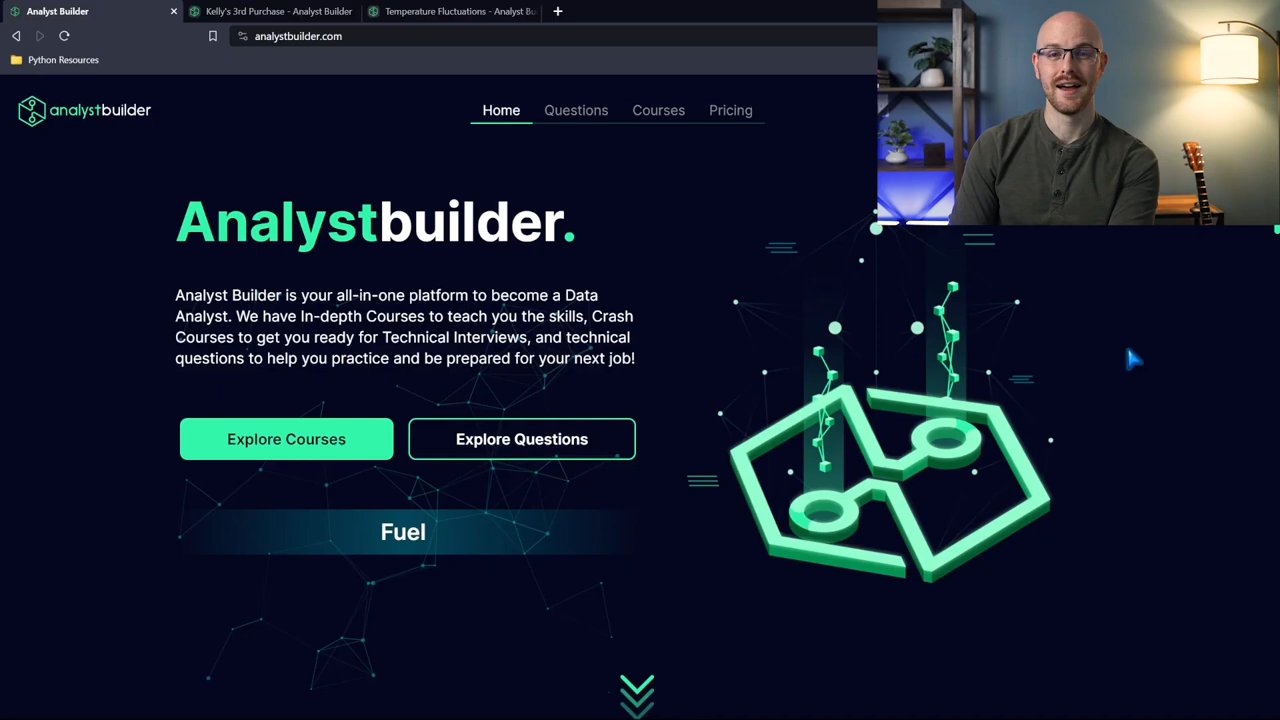 Analyst Builder
Kelly's 3rd Purchase - Analyst Builder
Temperature Fluctuations - Analyst Bu
analystbuilder.com
Python Resources
analystbuilder
Home
Questions
Courses
Pricing
Analystbuilder.
Analyst Builder is your all-in-one platform to become a Data
Analyst. We have In-depth Courses to teach you the skills, Crash
Courses to get you ready for Technical Interviews, and technical
questions to help you practice and be prepared for your next job!
Explore Courses
Explore Questions
Fuel